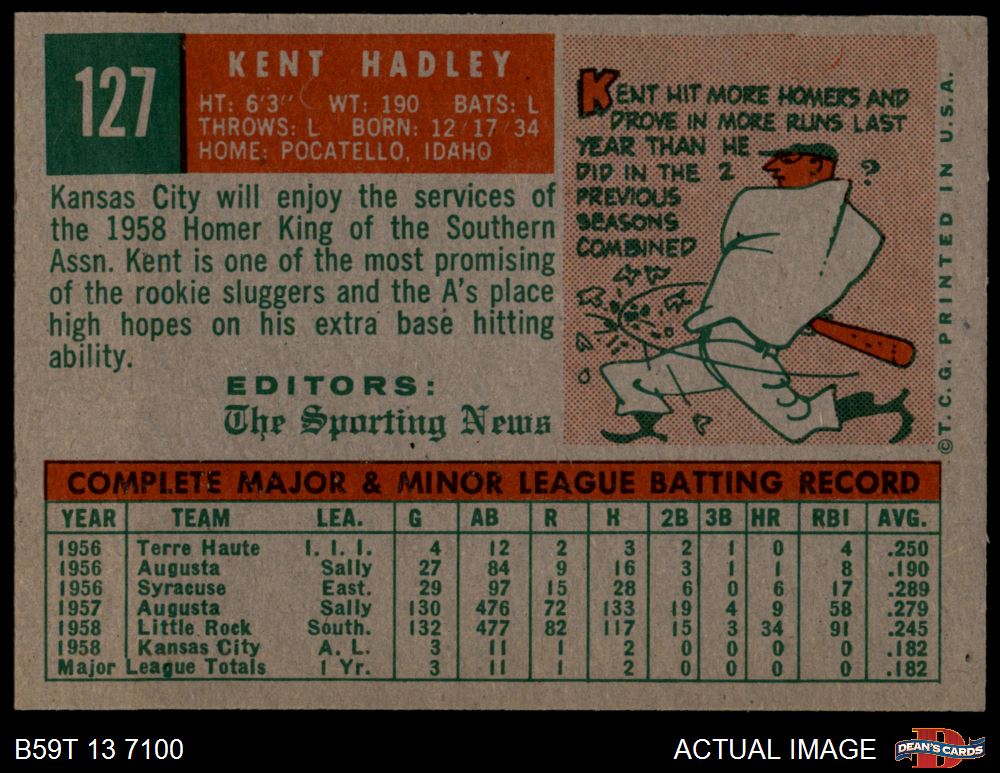 127
KENT HADLEY
HT: 6'3" WT: 190 BATS: L
THROWS: L BORN: 12/17/34
HOME: POCATELLO, IDAHO
Kansas City will enjoy the services of
the 1958 Homer King of the Southern
Assn. Kent is one of the most promising
of the rookie sluggers and the A's place
high hopes on his extra base hitting
ability.
EDITORS:
The Sporting News
KENT HIT MORE HOMERS AND
DROVE IN MORE RUNS LAST
YEAR THAN HE
DID IN THE 2
PREVIOUS
SEASONS
COMBINED
?
© T. C. G. PRINTED IN U.S.A.
COMPLETE MAJOR & MINOR LEAGUE BATTING RECORD
YEAR TEAM LEA. G AB R H 2B 3B HR RBI AVG.
1956 Terre Haute I. I. I. 4 12 2 3 2 1 0 4 .250
1956 Augusta Sally 27 84 9 16 3 1 1 8 .190
1956 Syracuse East. 29 97 15 28 6 0 6 17 .289
1957 Augusta Sally 130 476 72 133 19 4 9 58 .279
1958 Little Rock South. 132 477 82 117 15 3 34 91 .245
1958 Kansas City A. L. 3 11 1 2 0 0 0 0 .182
Major League Totals 1 Yr. 3 11 1 2 0 0 0 0 .182
B59T 13 7100
ACTUAL IMAGE
DEAN'S CARDS